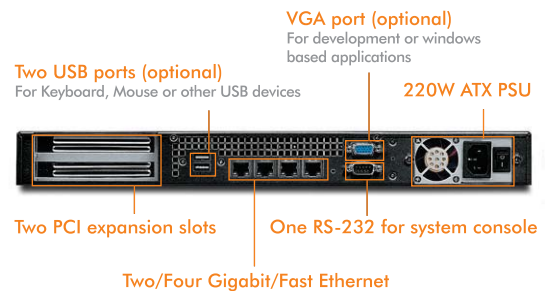 VGA port (optional)
For development or windows
based applications
Two USB ports (optional)
For Keyboard, Mouse or other USB devices
220W ATX PSU
Two PCI expansion slots
One RS-232 for system console
Two/Four Gigabit/Fast Ethernet